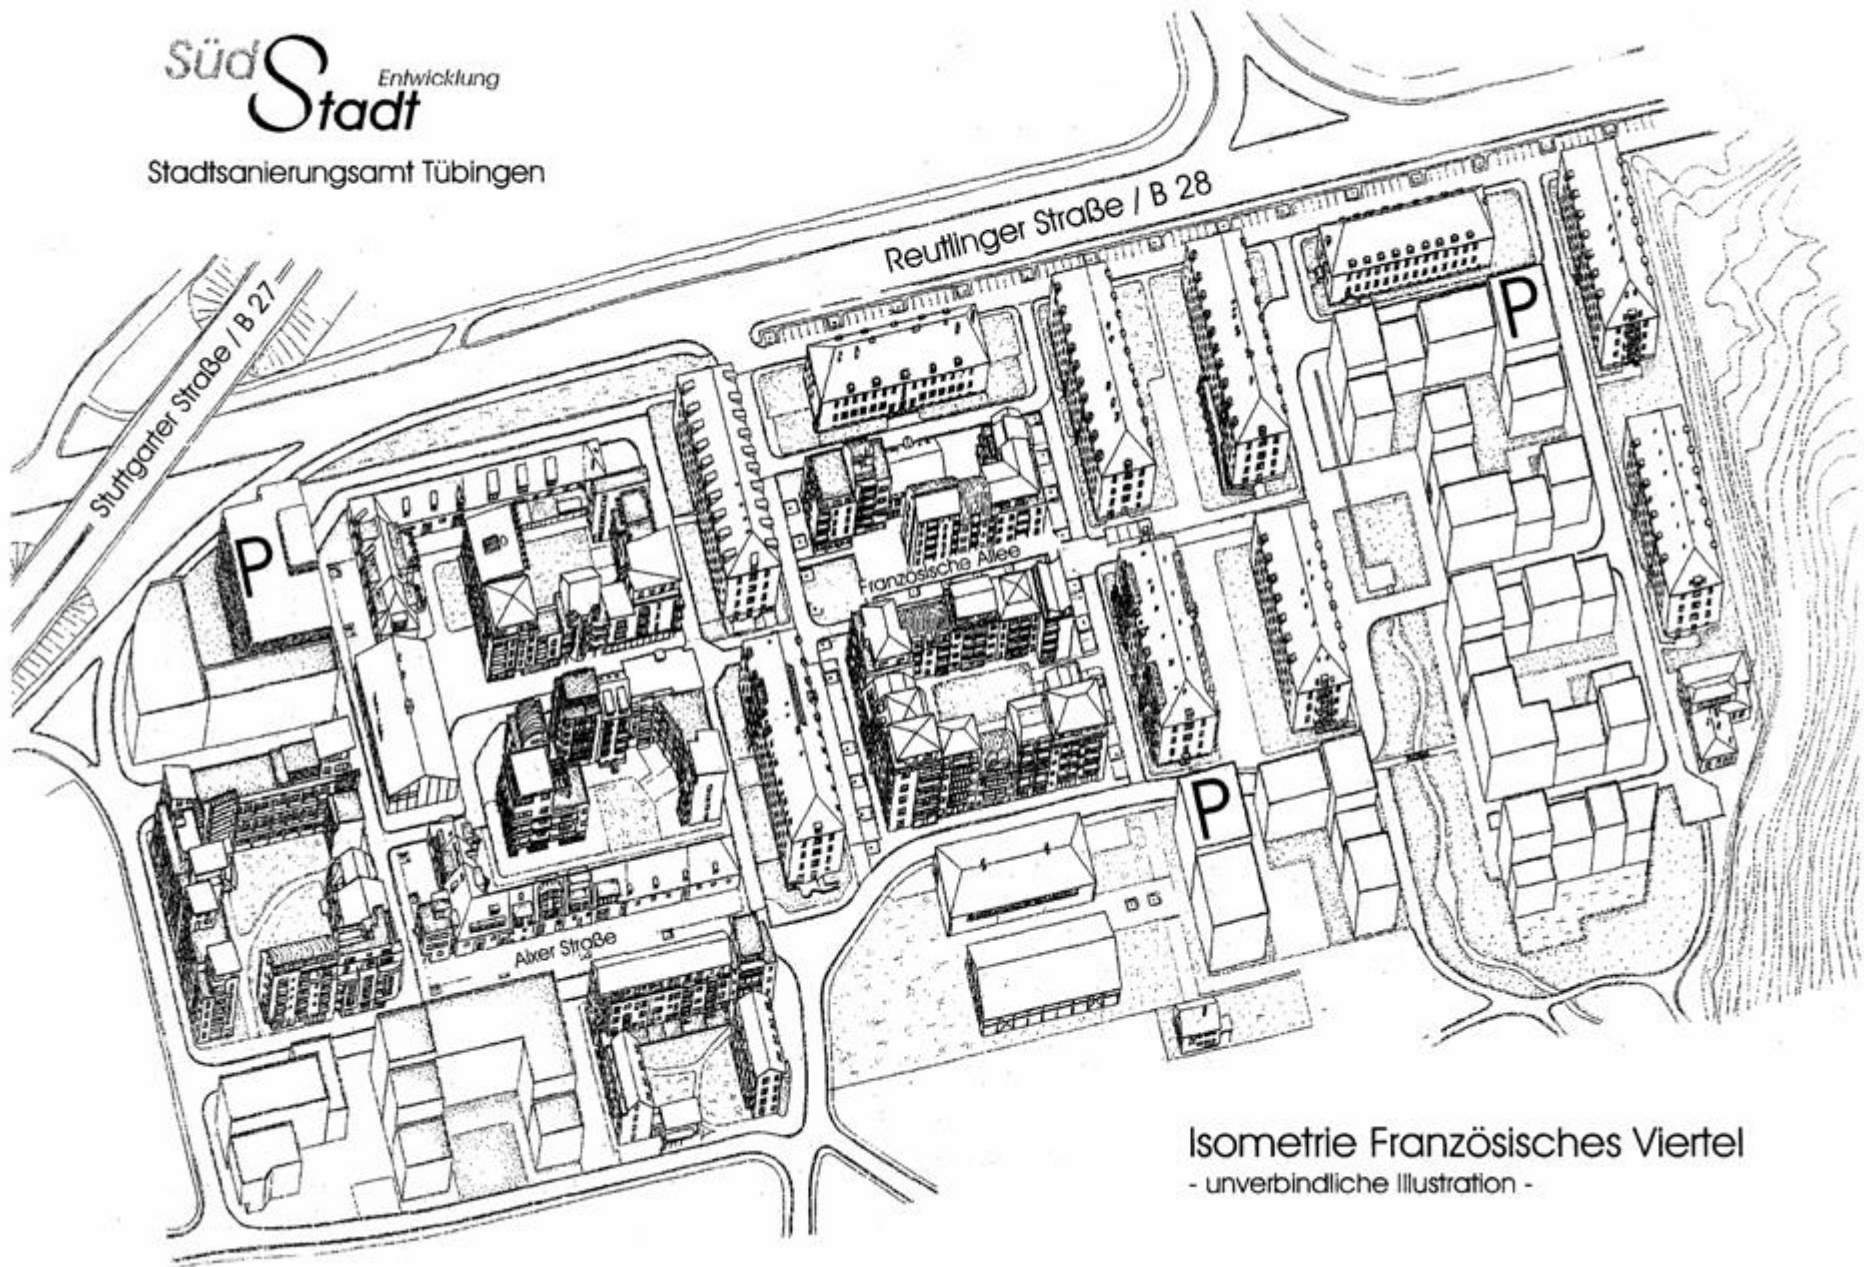 Süd
Stadt
Entwicklung
Stadtsanierungsamt Tübingen
Reutlinger Straße / B 28
Stuttgarter Straße / B 27
P
P
Französische Allee
P
Aixer Straße
Isometrie Französisches Viertel
- unverbindliche Illustration -